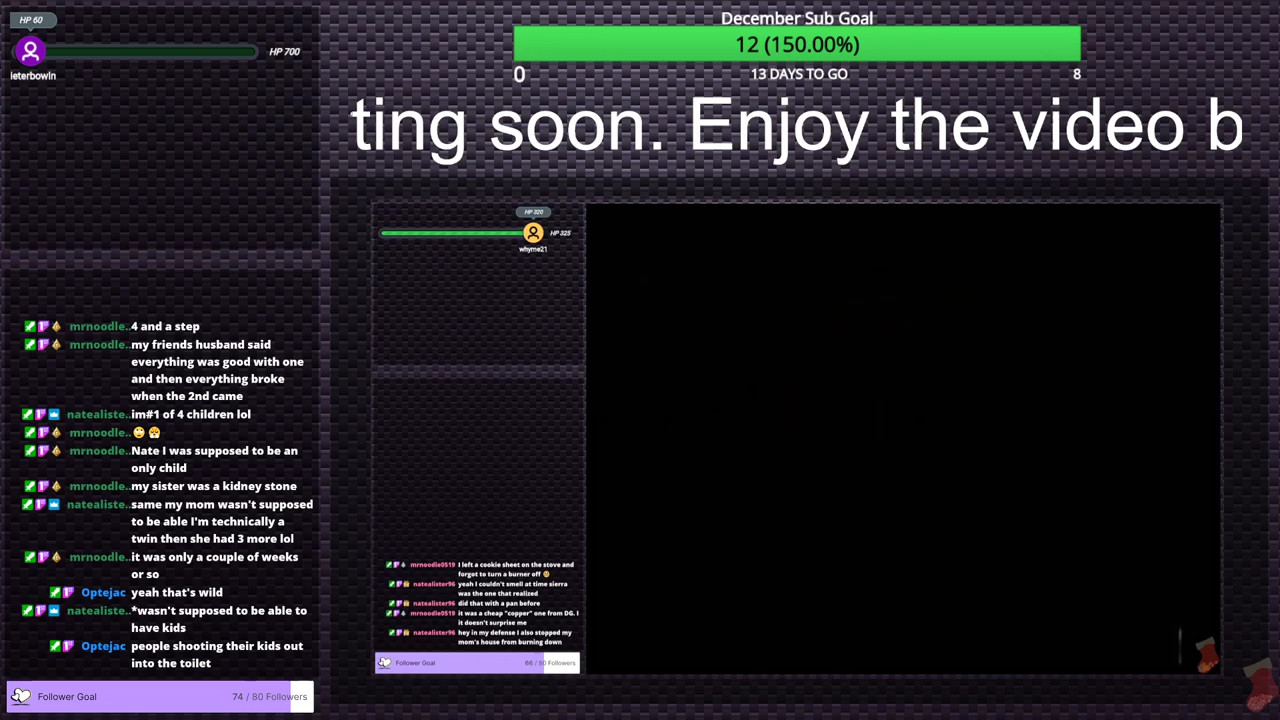 HP 60
HP 700
ieterbowln
December Sub Goal
12 (150.00%)
0
13 DAYS TO GO
8
ting soon. Enjoy the video b
HP 320
HP 325
whyme21
mrnoodle.. 4 and a step
mrnoodle.. my friends husband said
everything was good with one
and then everything broke
when the 2nd came
natealiste.. im#1 of 4 children lol
mrnoodle.. 🙄 😤
mrnoodle.. Nate I was supposed to be an
only child
mrnoodle.. my sister was a kidney stone
natealiste.. same my mom wasn't supposed
to be able I'm technically a
twin then she had 3 more lol
mrnoodle.. it was only a couple of weeks
or so
Optejac yeah that's wild
natealiste.. *wasn't supposed to be able to
have kids
Optejac people shooting their kids out
into the toilet
Follower Goal 74 / 80 Followers
mrnoodle0519 I left a cookie sheet on the stove and
forgot to turn a burner off
natealister96 yeah I couldn't smell at time sierra
was the one that realized
natealister96 did that with a pan before
mrnoodle0519 it was a cheap "copper" one from DG. I
it doesn't surprise me
natealister96 hey in my defense I also stopped my
mom's house from burning down
Follower Goal 66 / 80 Followers